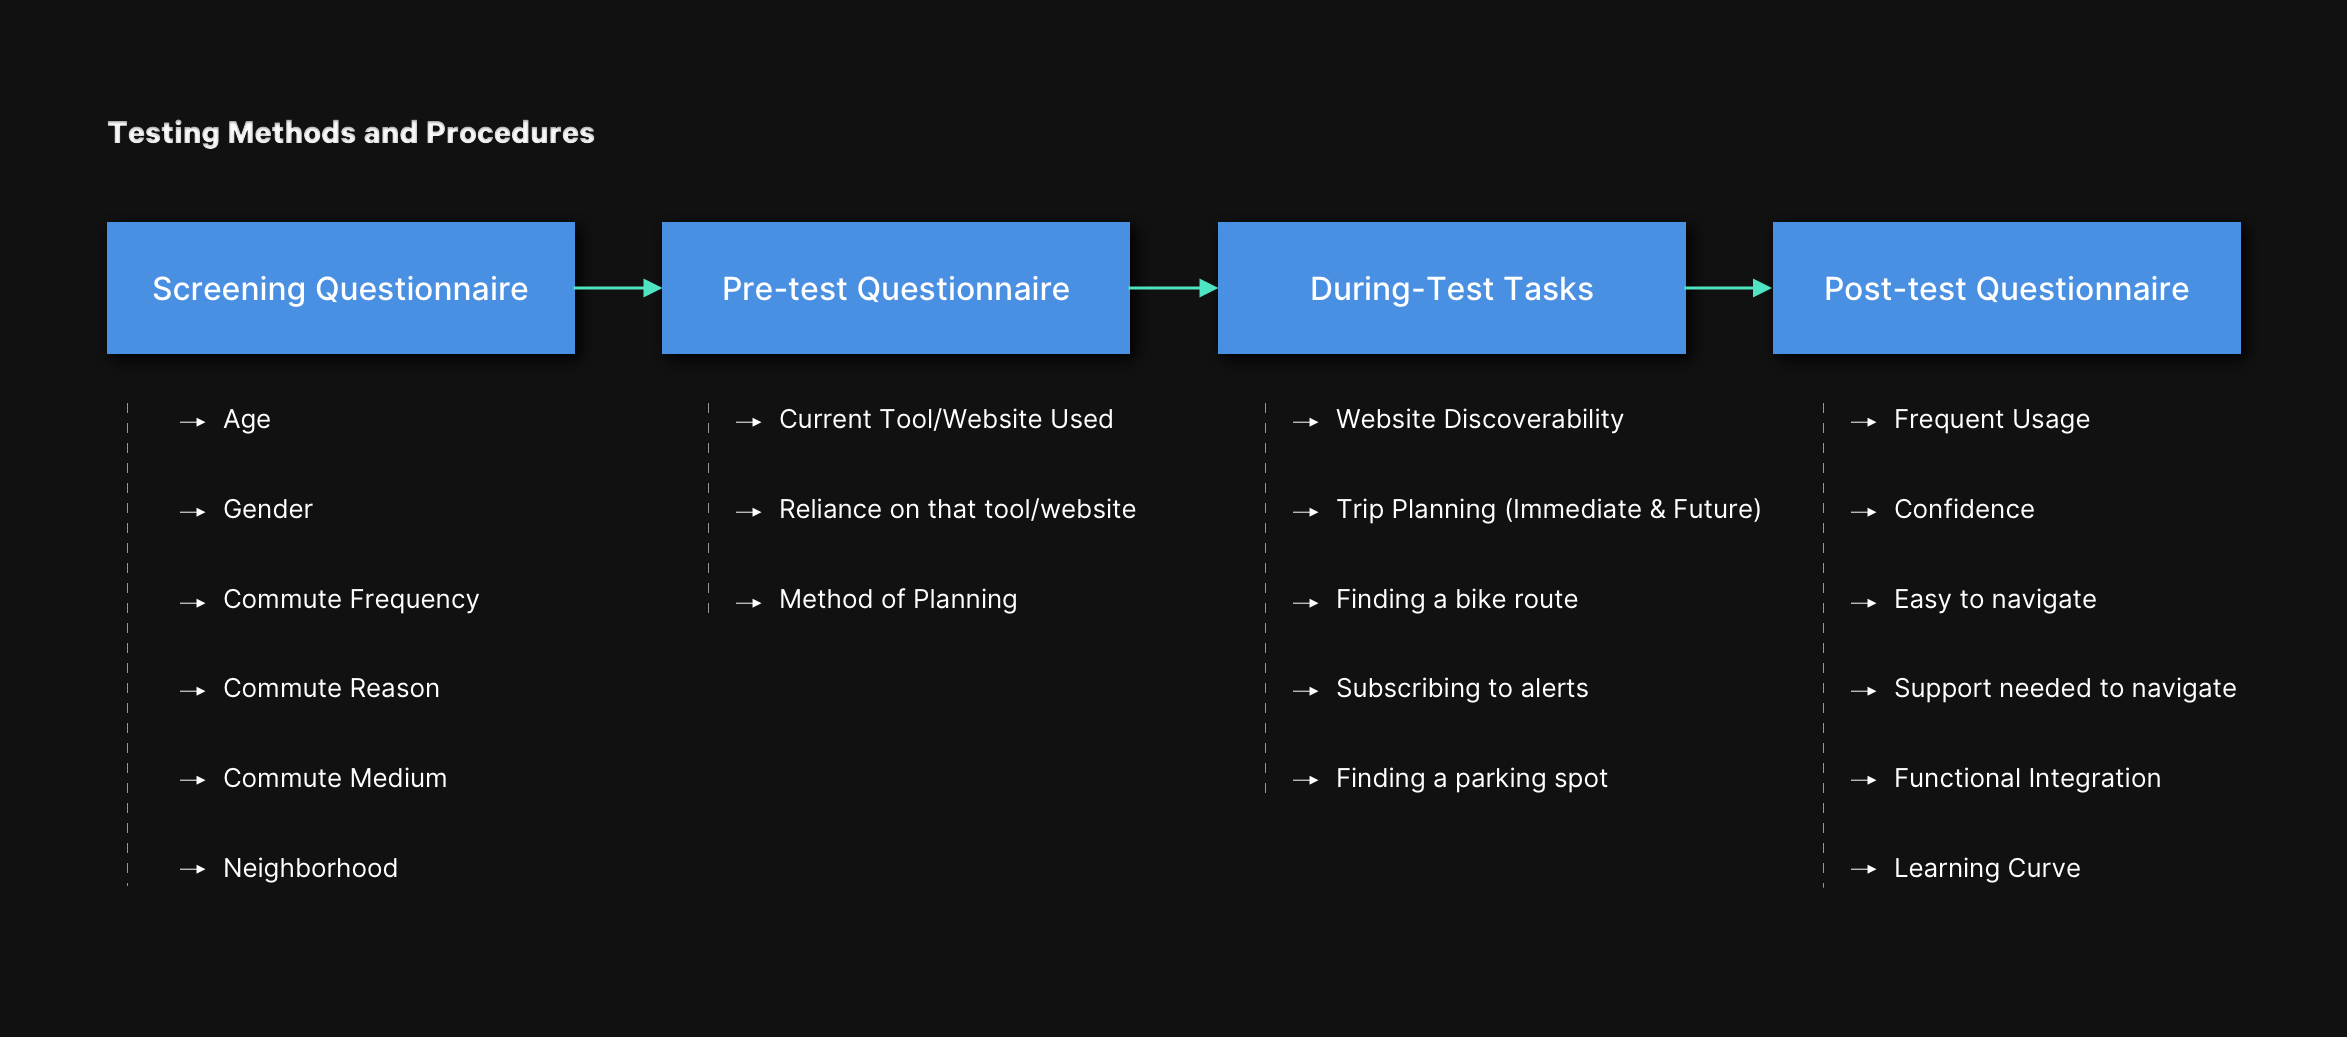 Testing Methods and Procedures
Screening Questionnaire
Age
Gender
Commute Frequency
Commute Reason
Commute Medium
Neighborhood
Pre-test Questionnaire
Current Tool/Website Used
Reliance on that tool/website
Method of Planning
During-Test Tasks
Website Discoverability
Trip Planning (Immediate & Future)
Finding a bike route
Subscribing to alerts
Finding a parking spot
Post-test Questionnaire
Frequent Usage
Confidence
Easy to navigate
Support needed to navigate
Functional Integration
Learning Curve